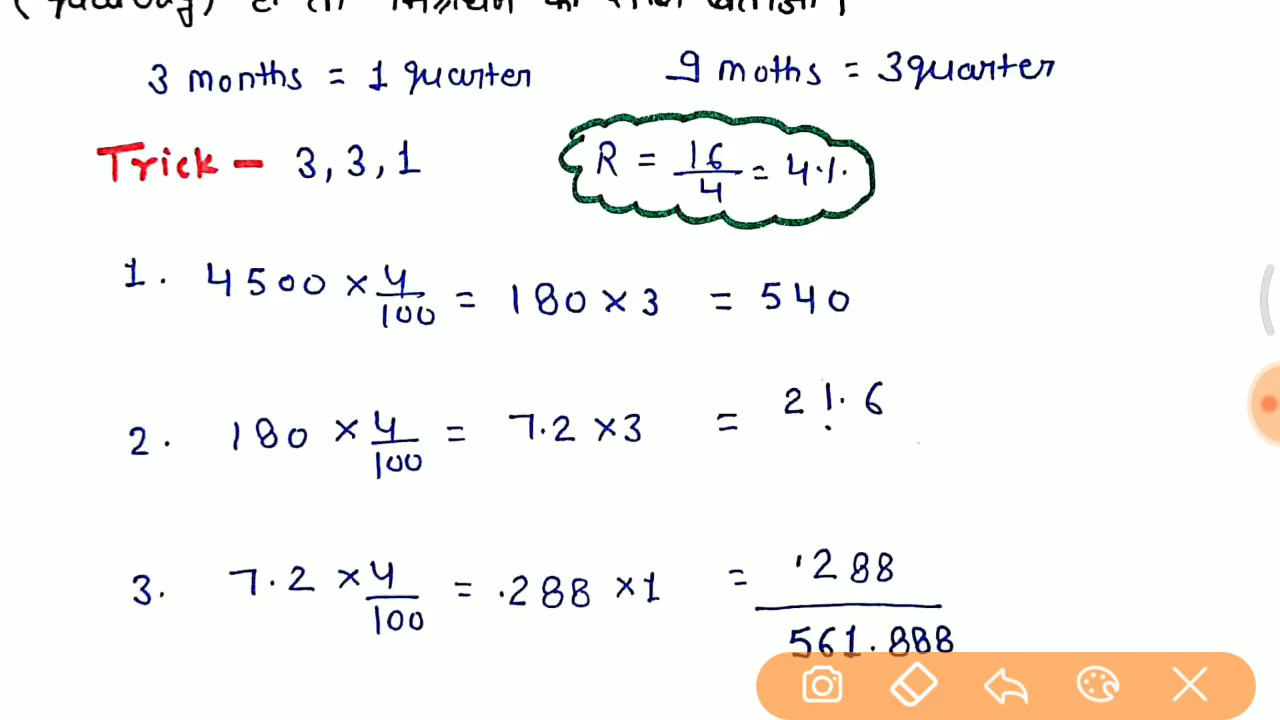 (
3 months = 1 quarter 9 moths = 3 quarter
Trick - 3, 3, 1
R = 16/4 = 4%
1. 4500 × 4/100 = 180 × 3 = 540
2. 180 × 4/100 = 7.2 × 3 = 21.6
3. 7.2 × 4/100 = .288 × 1 = .288
561.888